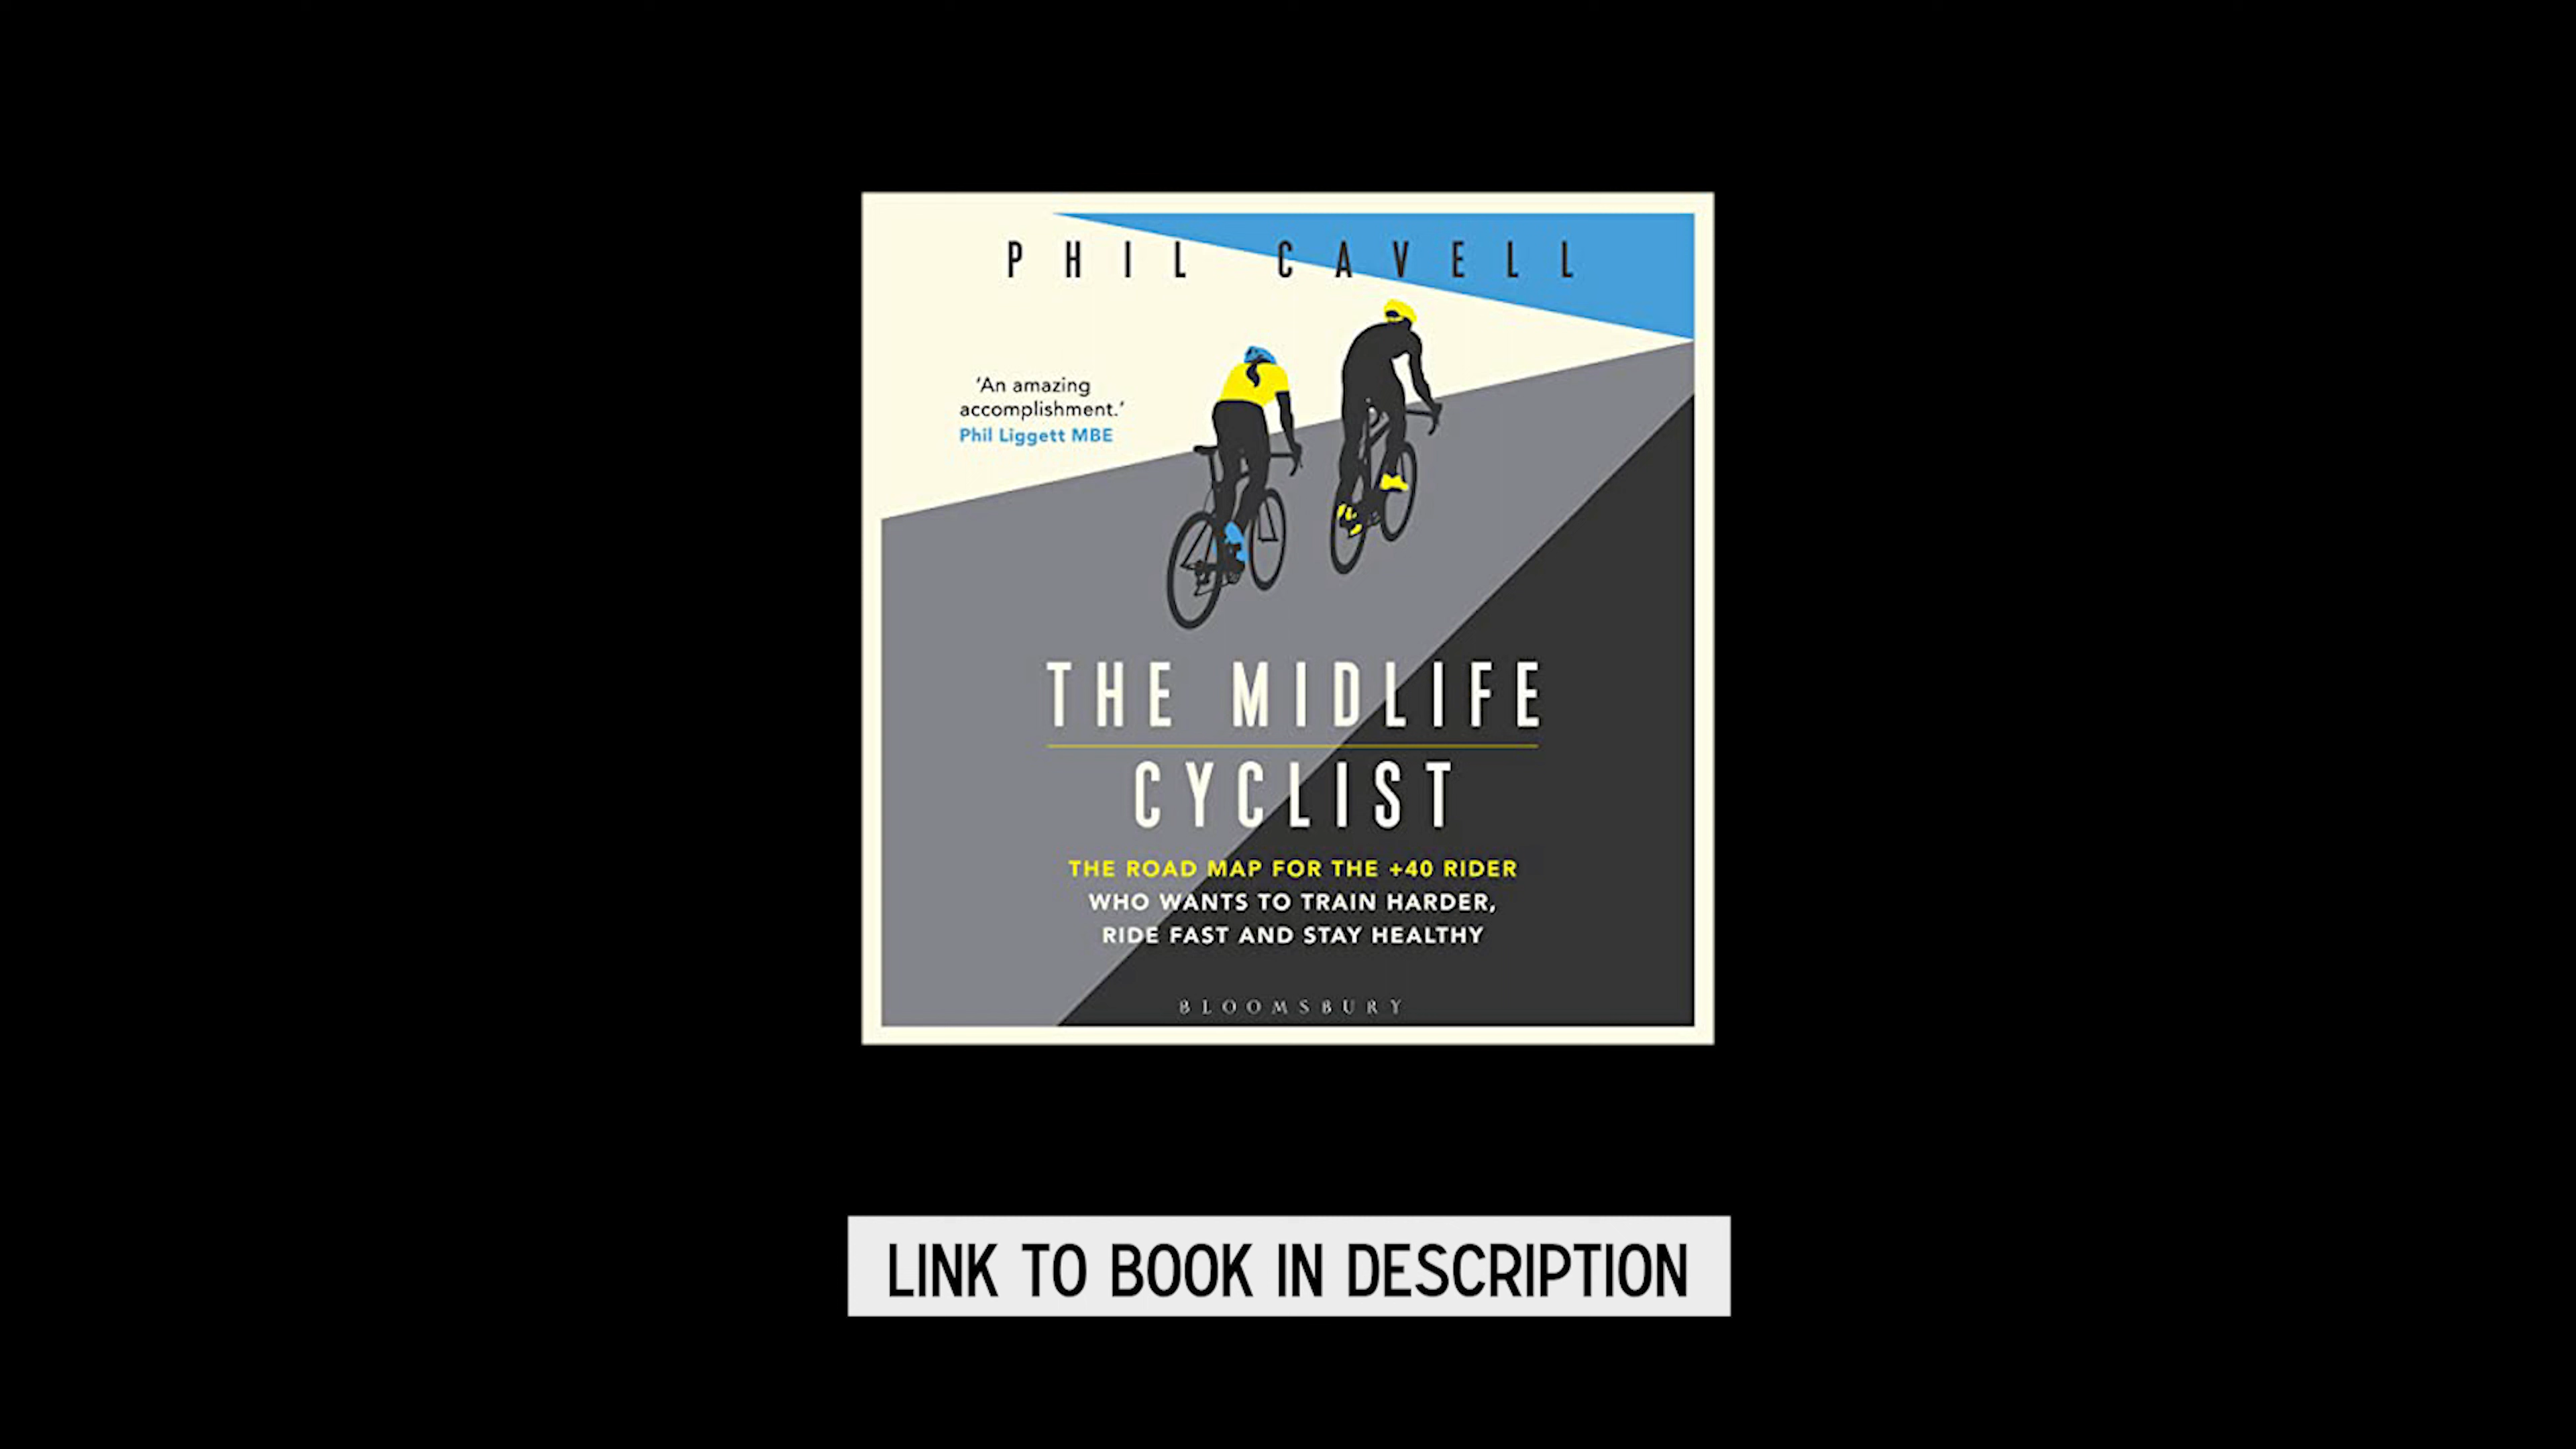 PHIL CAVELL
‘An amazing
accomplishment.’
Phil Liggett MBE
THE MIDLIFE
CYCLIST
THE ROAD MAP FOR THE +40 RIDER
WHO WANTS TO TRAIN HARDER,
RIDE FAST AND STAY HEALTHY
BLOOMSBURY
LINK TO BOOK IN DESCRIPTION